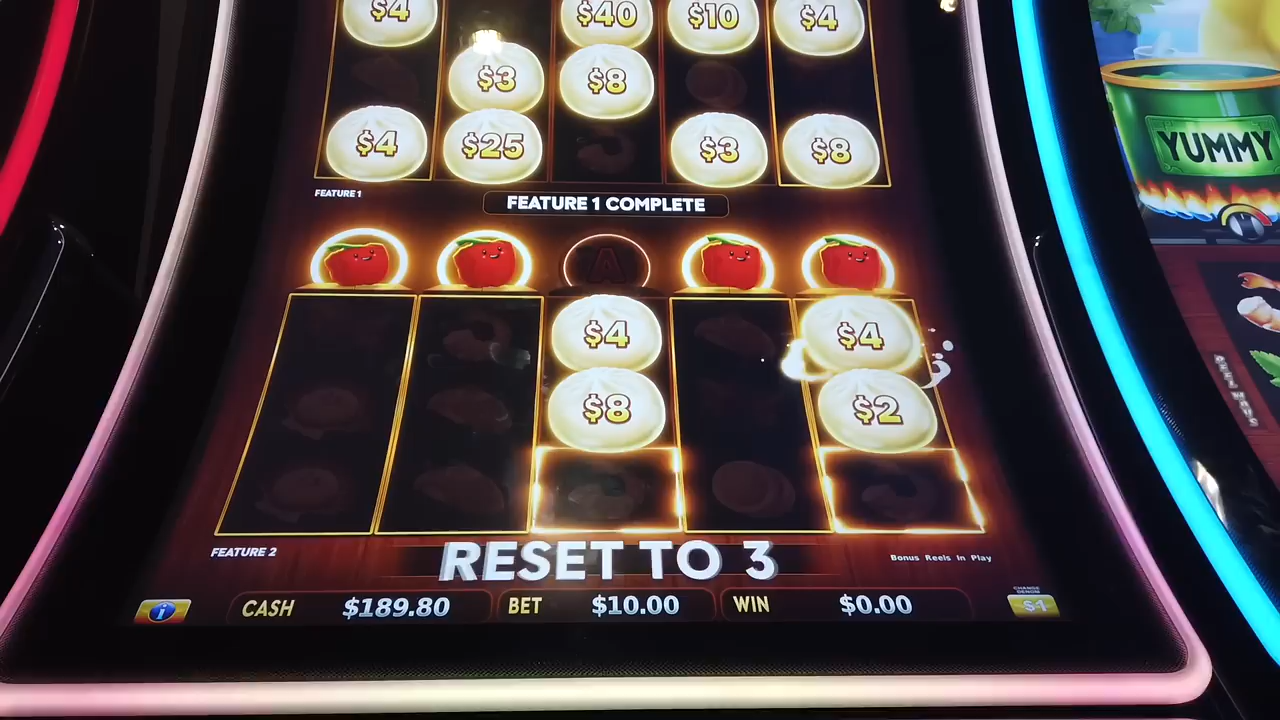 $4 $40 $10 $4
$3 $8
$4 $25 $3 $8
YUMMY
FEATURE 1
FEATURE 1 COMPLETE
$4 $4
$8 $2
FEATURE 2
RESET TO 3
Bonus Reels In Play
CASH $189.80 BET $10.00 WIN $0.00
CHANGE
DENOM
$1